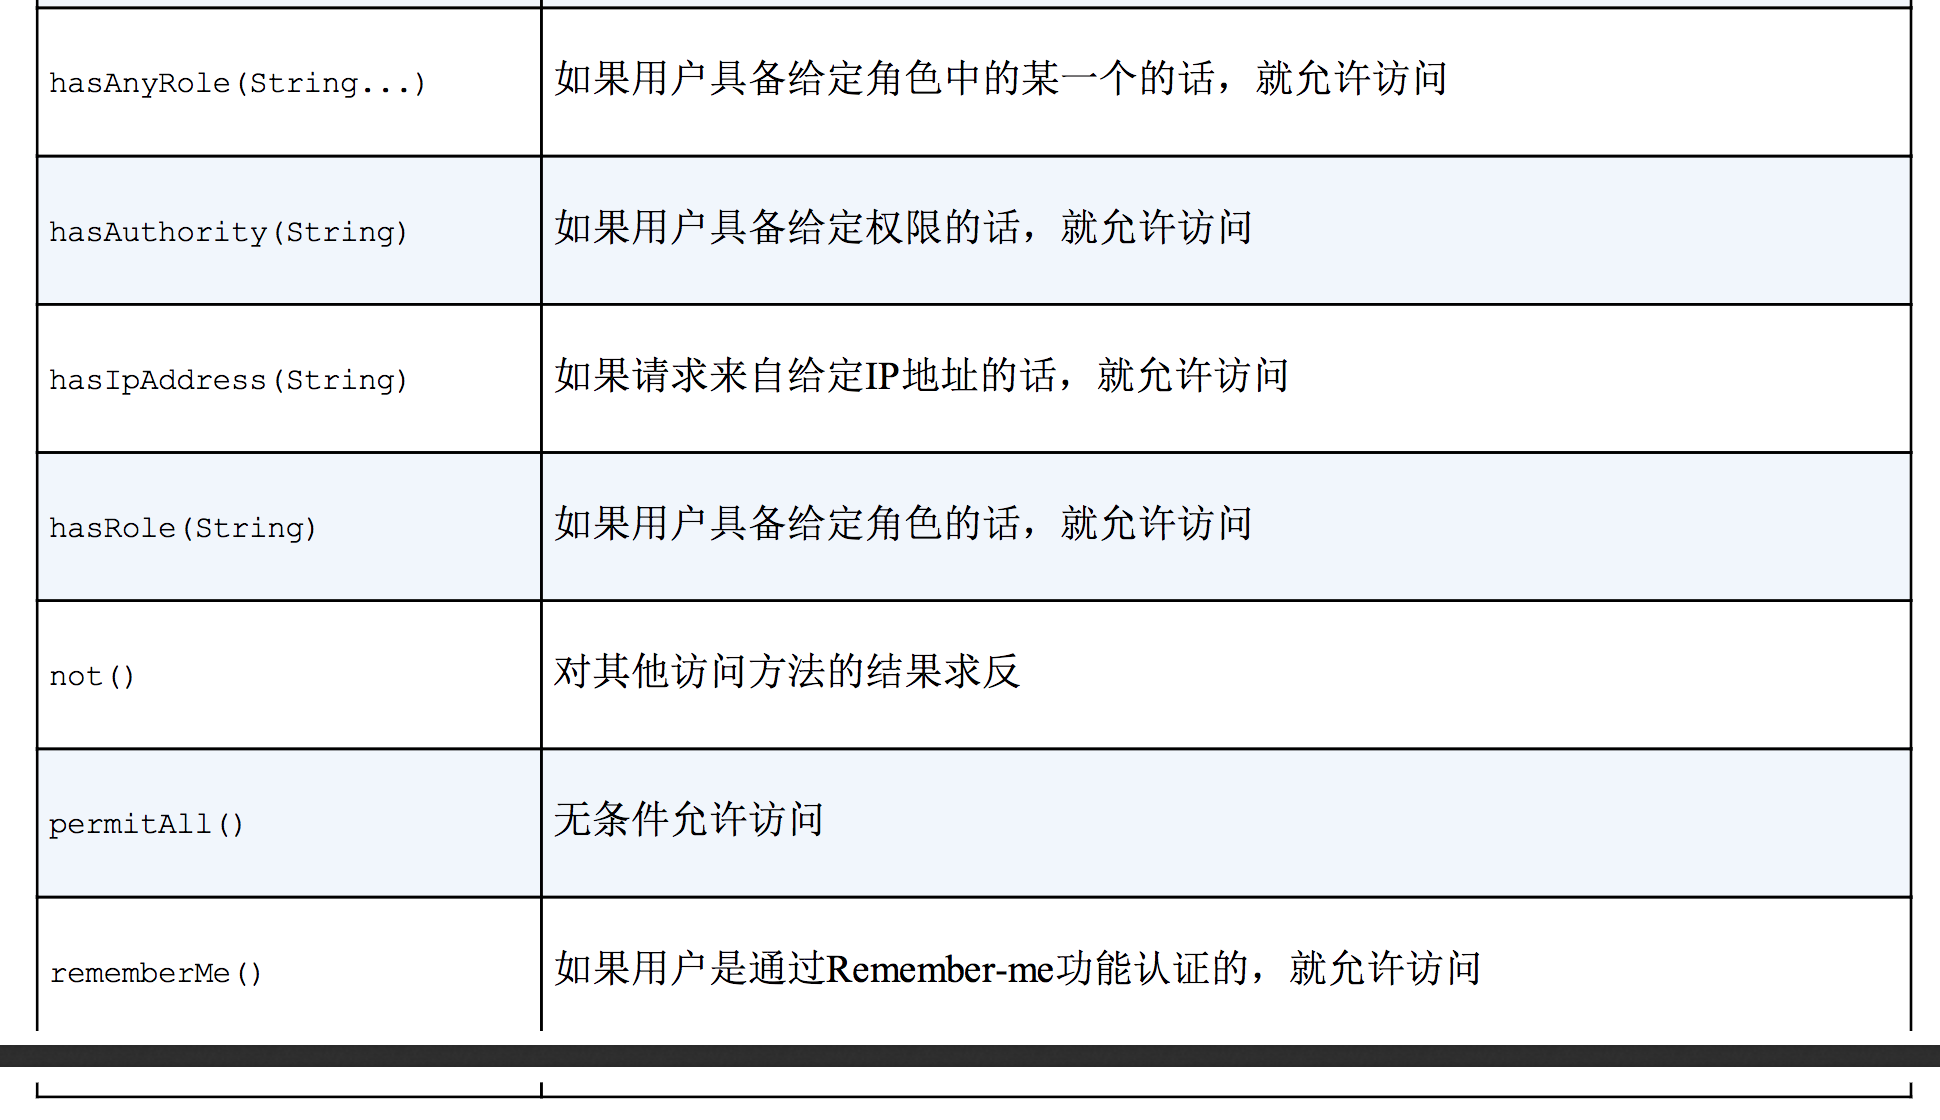 hasAnyRole(String...) 如果用户具备给定角色中的某一个的话，就允许访问
hasAuthority(String) 如果用户具备给定权限的话，就允许访问
hasIpAddress(String) 如果请求来自给定IP地址的话，就允许访问
hasRole(String) 如果用户具备给定角色的话，就允许访问
not() 对其他访问方法的结果求反
permitAll() 无条件允许访问
rememberMe() 如果用户是通过Remember-me功能认证的，就允许访问